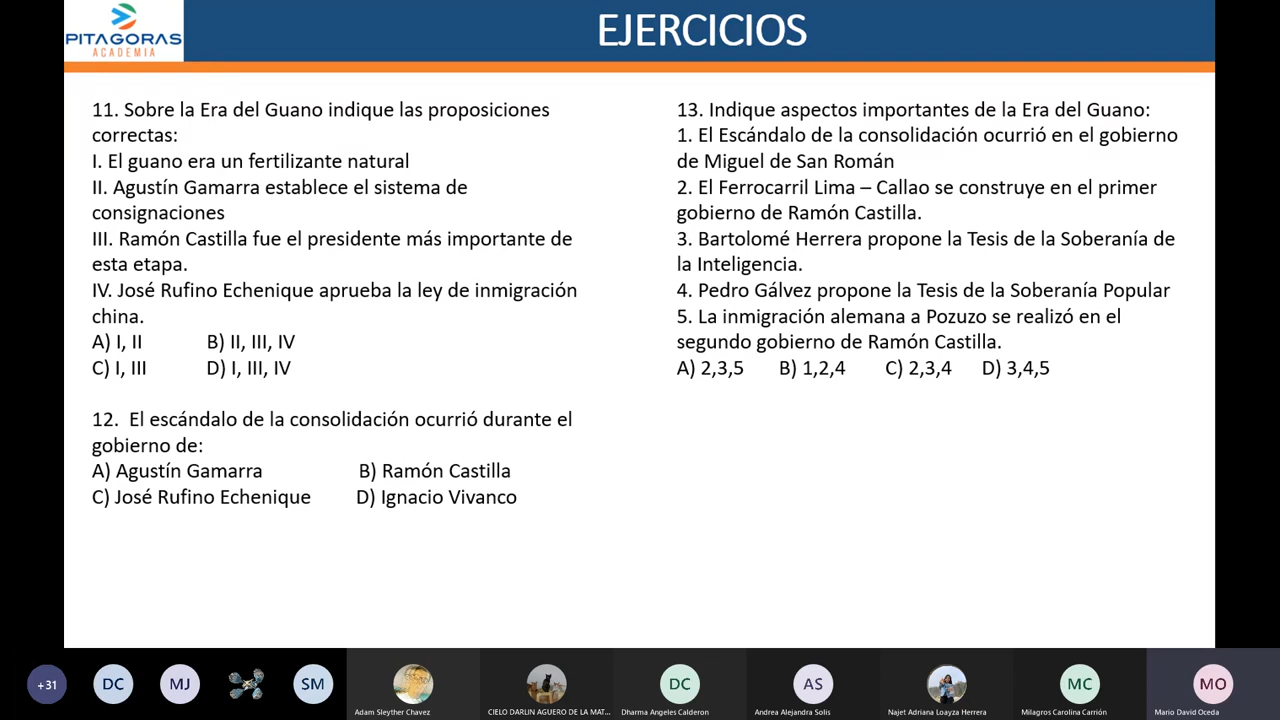 PITAGORAS
ACADEMIA
EJERCICIOS
11. Sobre la Era del Guano indique las proposiciones
correctas:
I. El guano era un fertilizante natural
II. Agustín Gamarra establece el sistema de
consignaciones
III. Ramón Castilla fue el presidente más importante de
esta etapa.
IV. José Rufino Echenique aprueba la ley de inmigración
china.
A) I, II B) II, III, IV
C) I, III D) I, III, IV
12. El escándalo de la consolidación ocurrió durante el
gobierno de:
A) Agustín Gamarra B) Ramón Castilla
C) José Rufino Echenique D) Ignacio Vivanco
13. Indique aspectos importantes de la Era del Guano:
1. El Escándalo de la consolidación ocurrió en el gobierno
de Miguel de San Román
2. El Ferrocarril Lima – Callao se construye en el primer
gobierno de Ramón Castilla.
3. Bartolomé Herrera propone la Tesis de la Soberanía de
la Inteligencia.
4. Pedro Gálvez propone la Tesis de la Soberanía Popular
5. La inmigración alemana a Pozuzo se realizó en el
segundo gobierno de Ramón Castilla.
A) 2,3,5 B) 1,2,4 C) 2,3,4 D) 3,4,5
+31 DC MJ SM DC AS MC MO
Adam Sleyther Chavez CIELO DARLIN AGUERO DE LA MAT... Dharma Angeles Calderon Andrea Alejandra Solis Najet Adriana Loayza Herrera Milagros Carolina Carrión Mario David Oceda